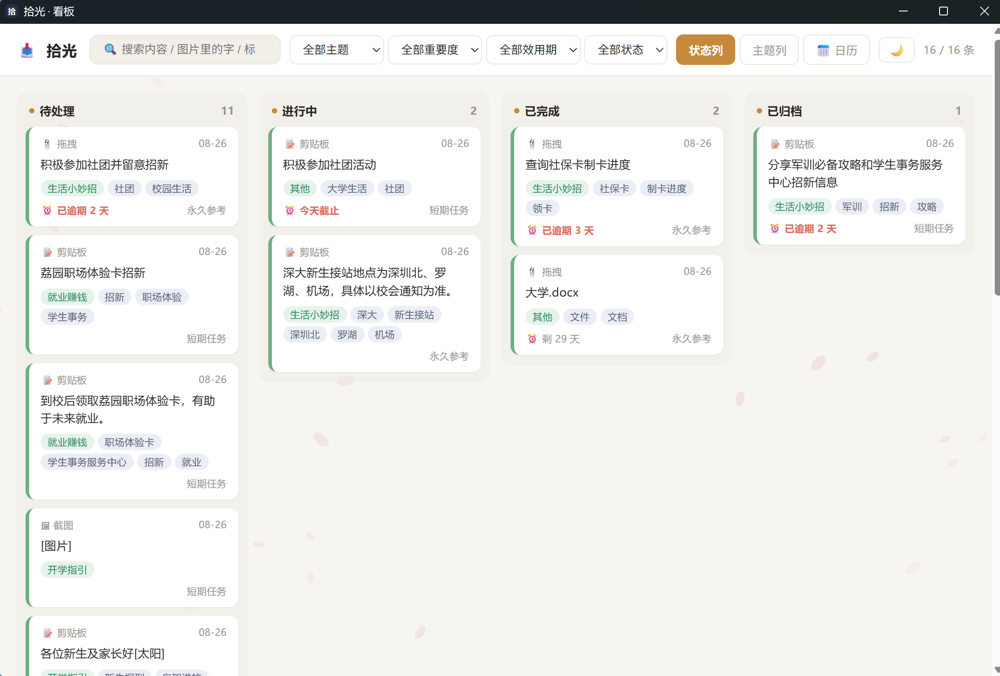 拾 拾光 · 看板
拾光
搜索内容 / 图片里的字 / 标
全部主题
全部重要度
全部效用期
全部状态
状态列
主题列
日历
16 / 16 条
待处理 11
拖拽 08-26
积极参加社团并留意招新
生活小妙招 社团 校园生活
已逾期 2 天 永久参考
剪贴板 08-26
荔园职场体验卡招新
就业赚钱 招新 职场体验
学生事务
短期任务
剪贴板 08-26
到校后领取荔园职场体验卡，有助
于未来就业。
就业赚钱 职场体验卡
学生事务服务中心 招新 就业
短期任务
截图 08-26
[图片]
开学指引
短期任务
剪贴板 08-26
各位新生及家长好[太阳]
开学指引 新生报到
进行中 2
剪贴板 08-26
积极参加社团活动
其他 大学生活 社团
今天截止 短期任务
剪贴板 08-26
深大新生接站地点为深圳北、罗
湖、机场，具体以校会通知为准。
生活小妙招 深大 新生接站
深圳北 罗湖 机场
永久参考
已完成 2
拖拽 08-26
查询社保卡制卡进度
生活小妙招 社保卡 制卡进度
领卡
已逾期 3 天 永久参考
拖拽 08-26
大学.docx
其他 文件 文档
剩 29 天 永久参考
已归档 1
剪贴板 08-26
分享军训必备攻略和学生事务服务
中心招新信息
生活小妙招 军训 招新 攻略
已逾期 2 天 短期任务